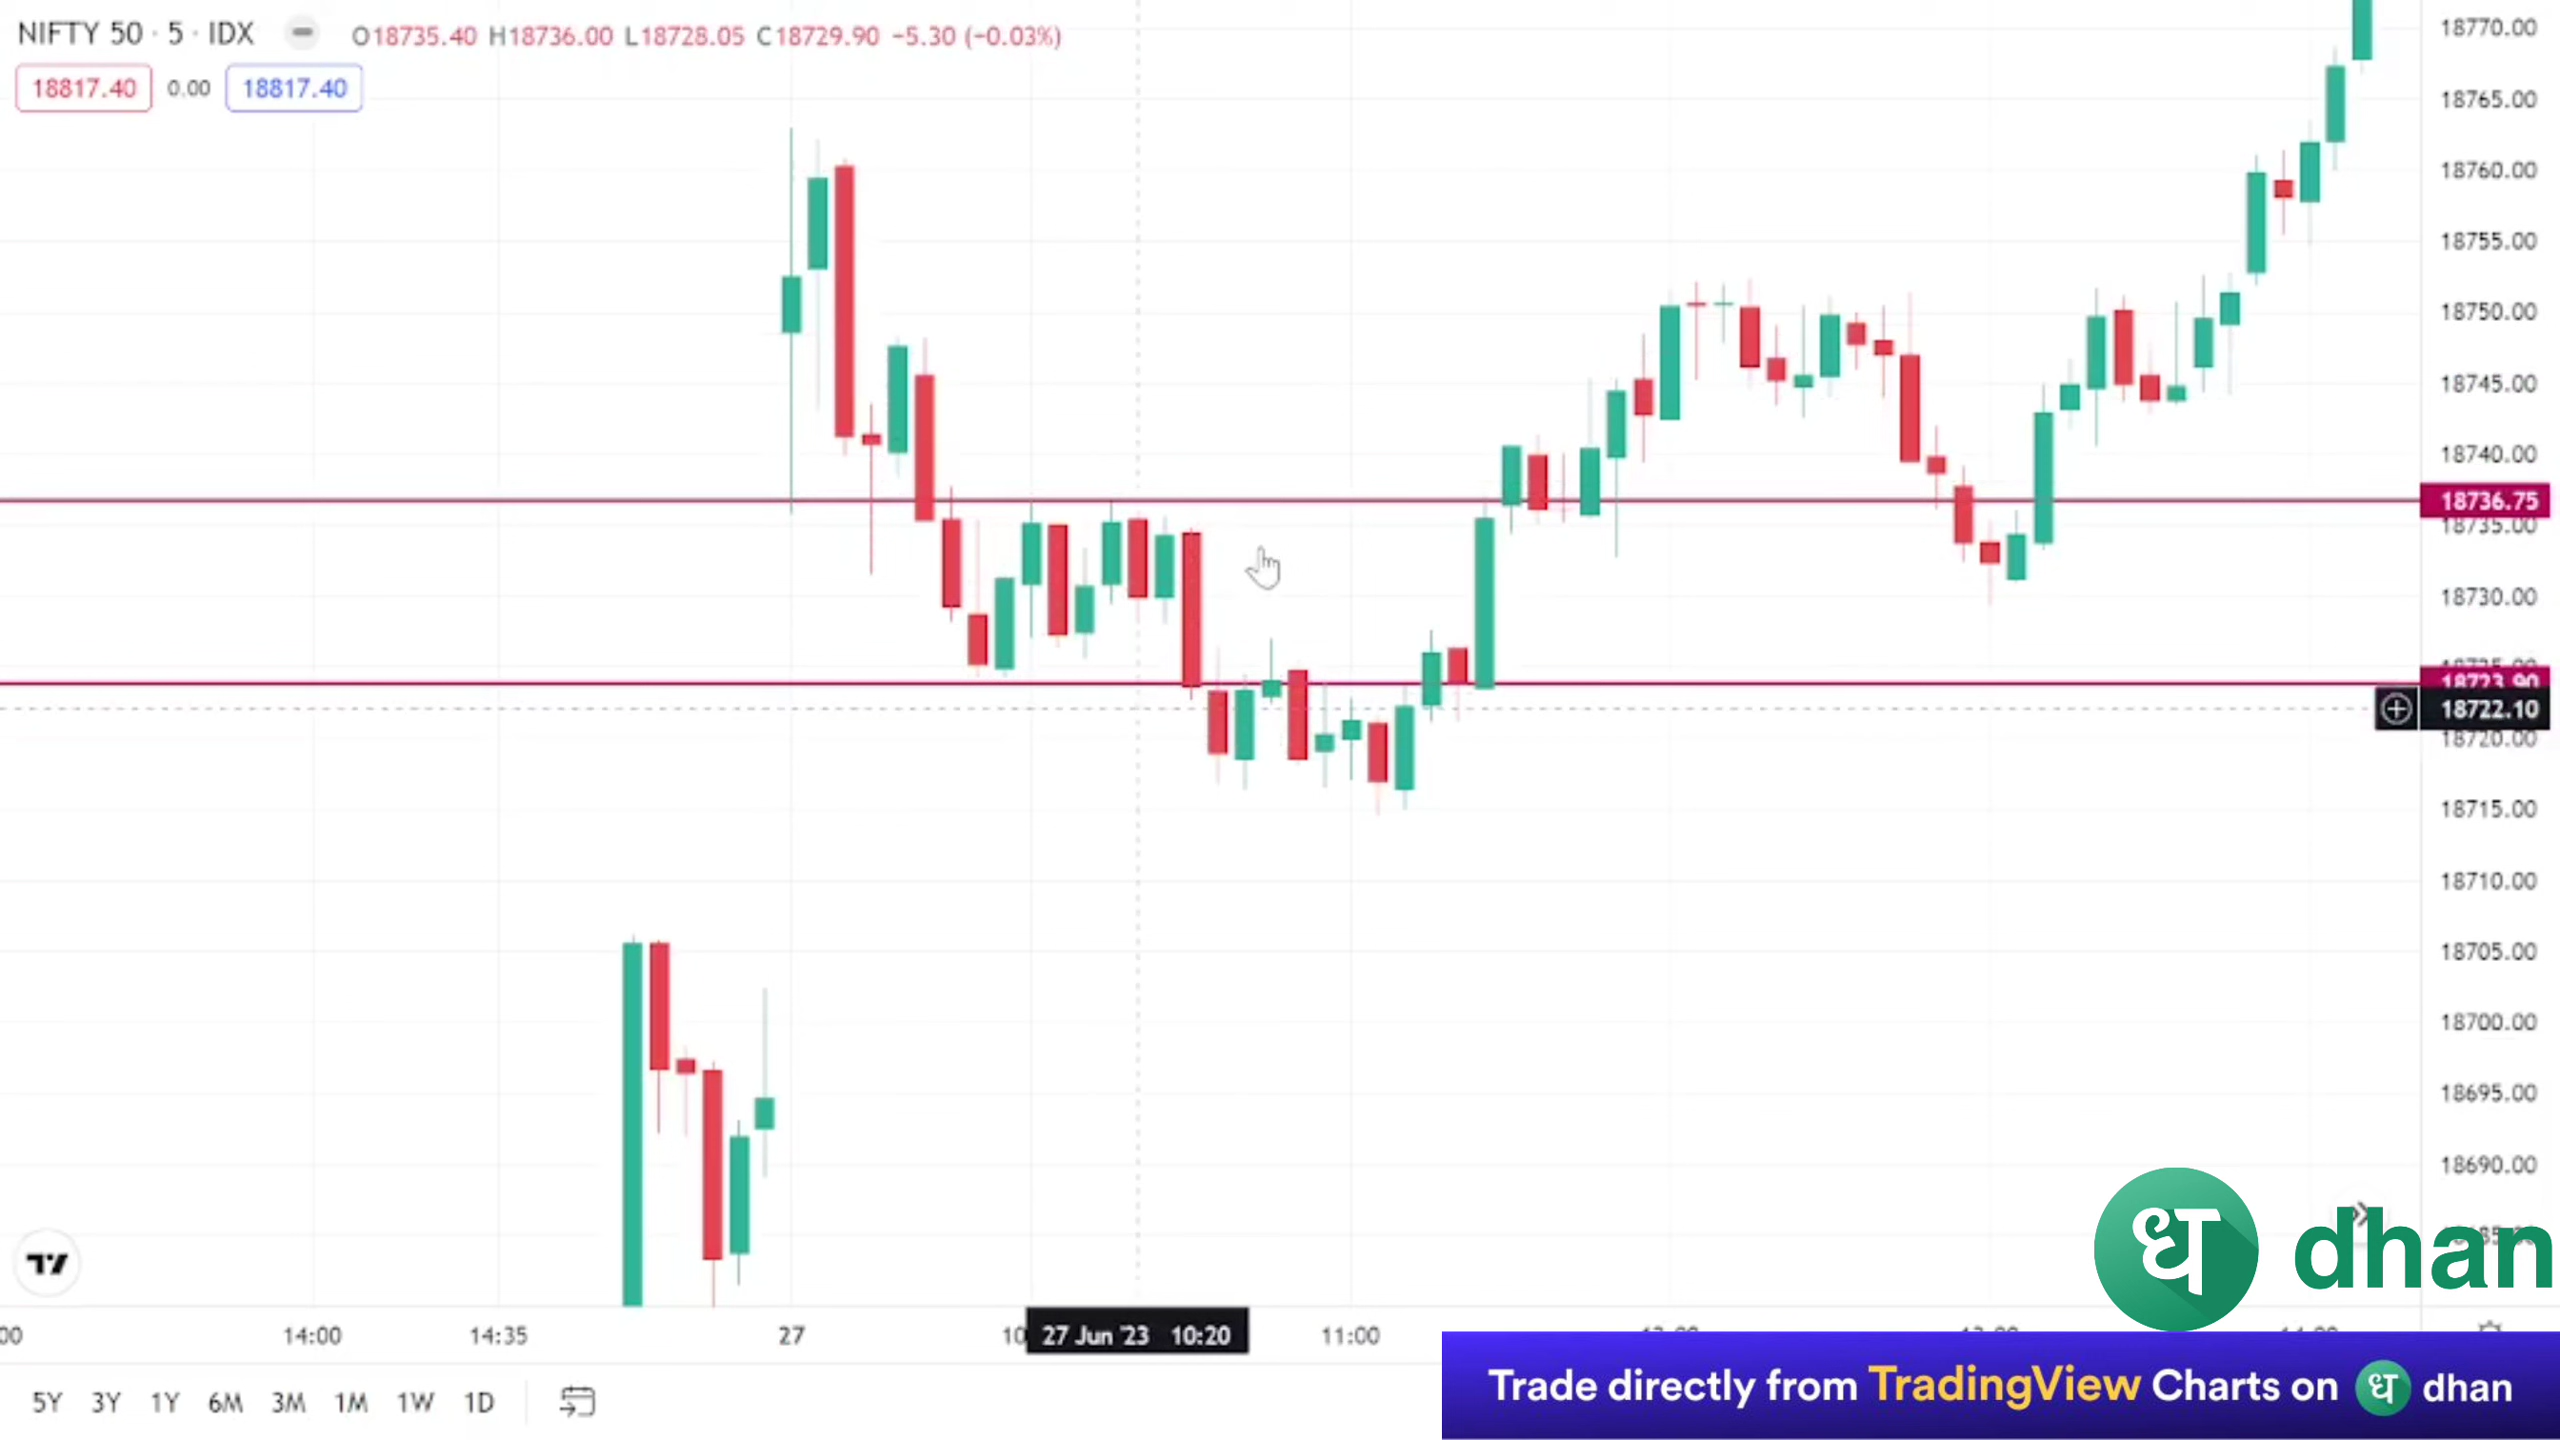 NIFTY 50 · 5 · IDX
O18735.40 H18736.00 L18728.05 C18729.90 −5.30 (−0.03%)
18817.40 0.00 18817.40
18770.00
18765.00
18760.00
18755.00
18750.00
18745.00
18740.00
18736.75
18735.00
18730.00
18723.90
18722.10
18720.00
18715.00
18710.00
18705.00
18700.00
18695.00
18690.00
ध dhan
14:00 14:35 27 27 Jun '23 10:20 11:00
5Y 3Y 1Y 6M 3M 1M 1W 1D
Trade directly from TradingView Charts on ध dhan